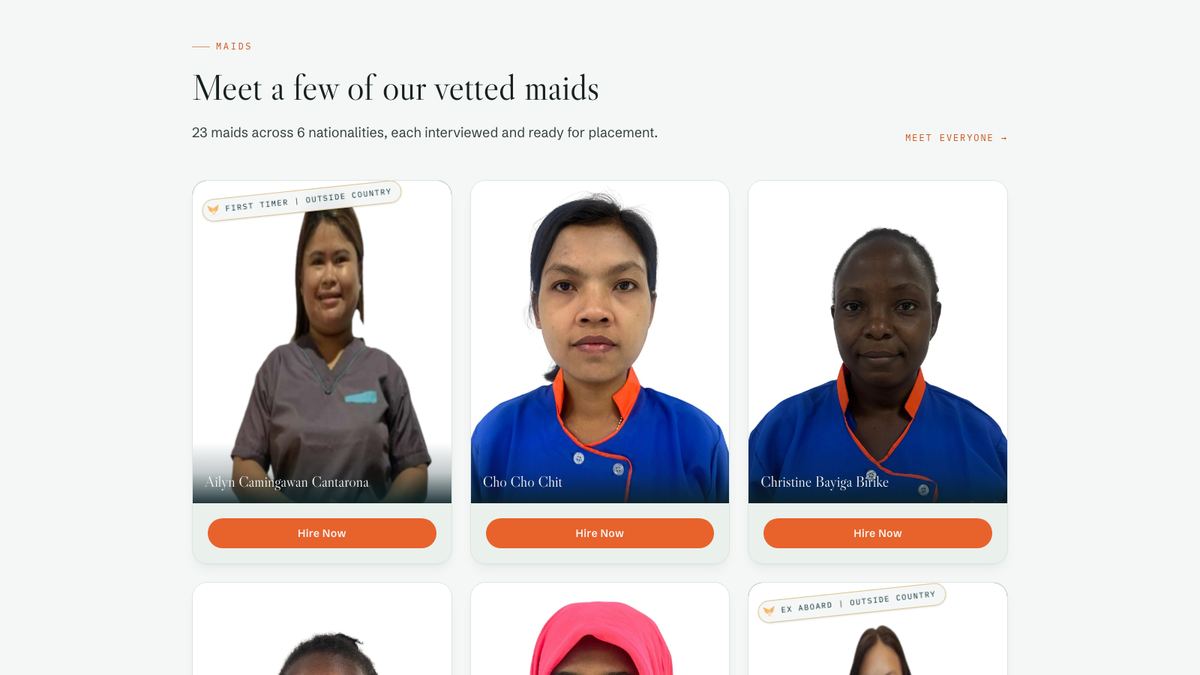 MAIDS
Meet a few of our vetted maids
23 maids across 6 nationalities, each interviewed and ready for placement.
MEET EVERYONE →
FIRST TIMER | OUTSIDE COUNTRY
Ailyn Camingawan Cantarona
Cho Cho Chit
Christine Bayiga Birike
Hire Now
Hire Now
Hire Now
EX ABOARD | OUTSIDE COUNTRY